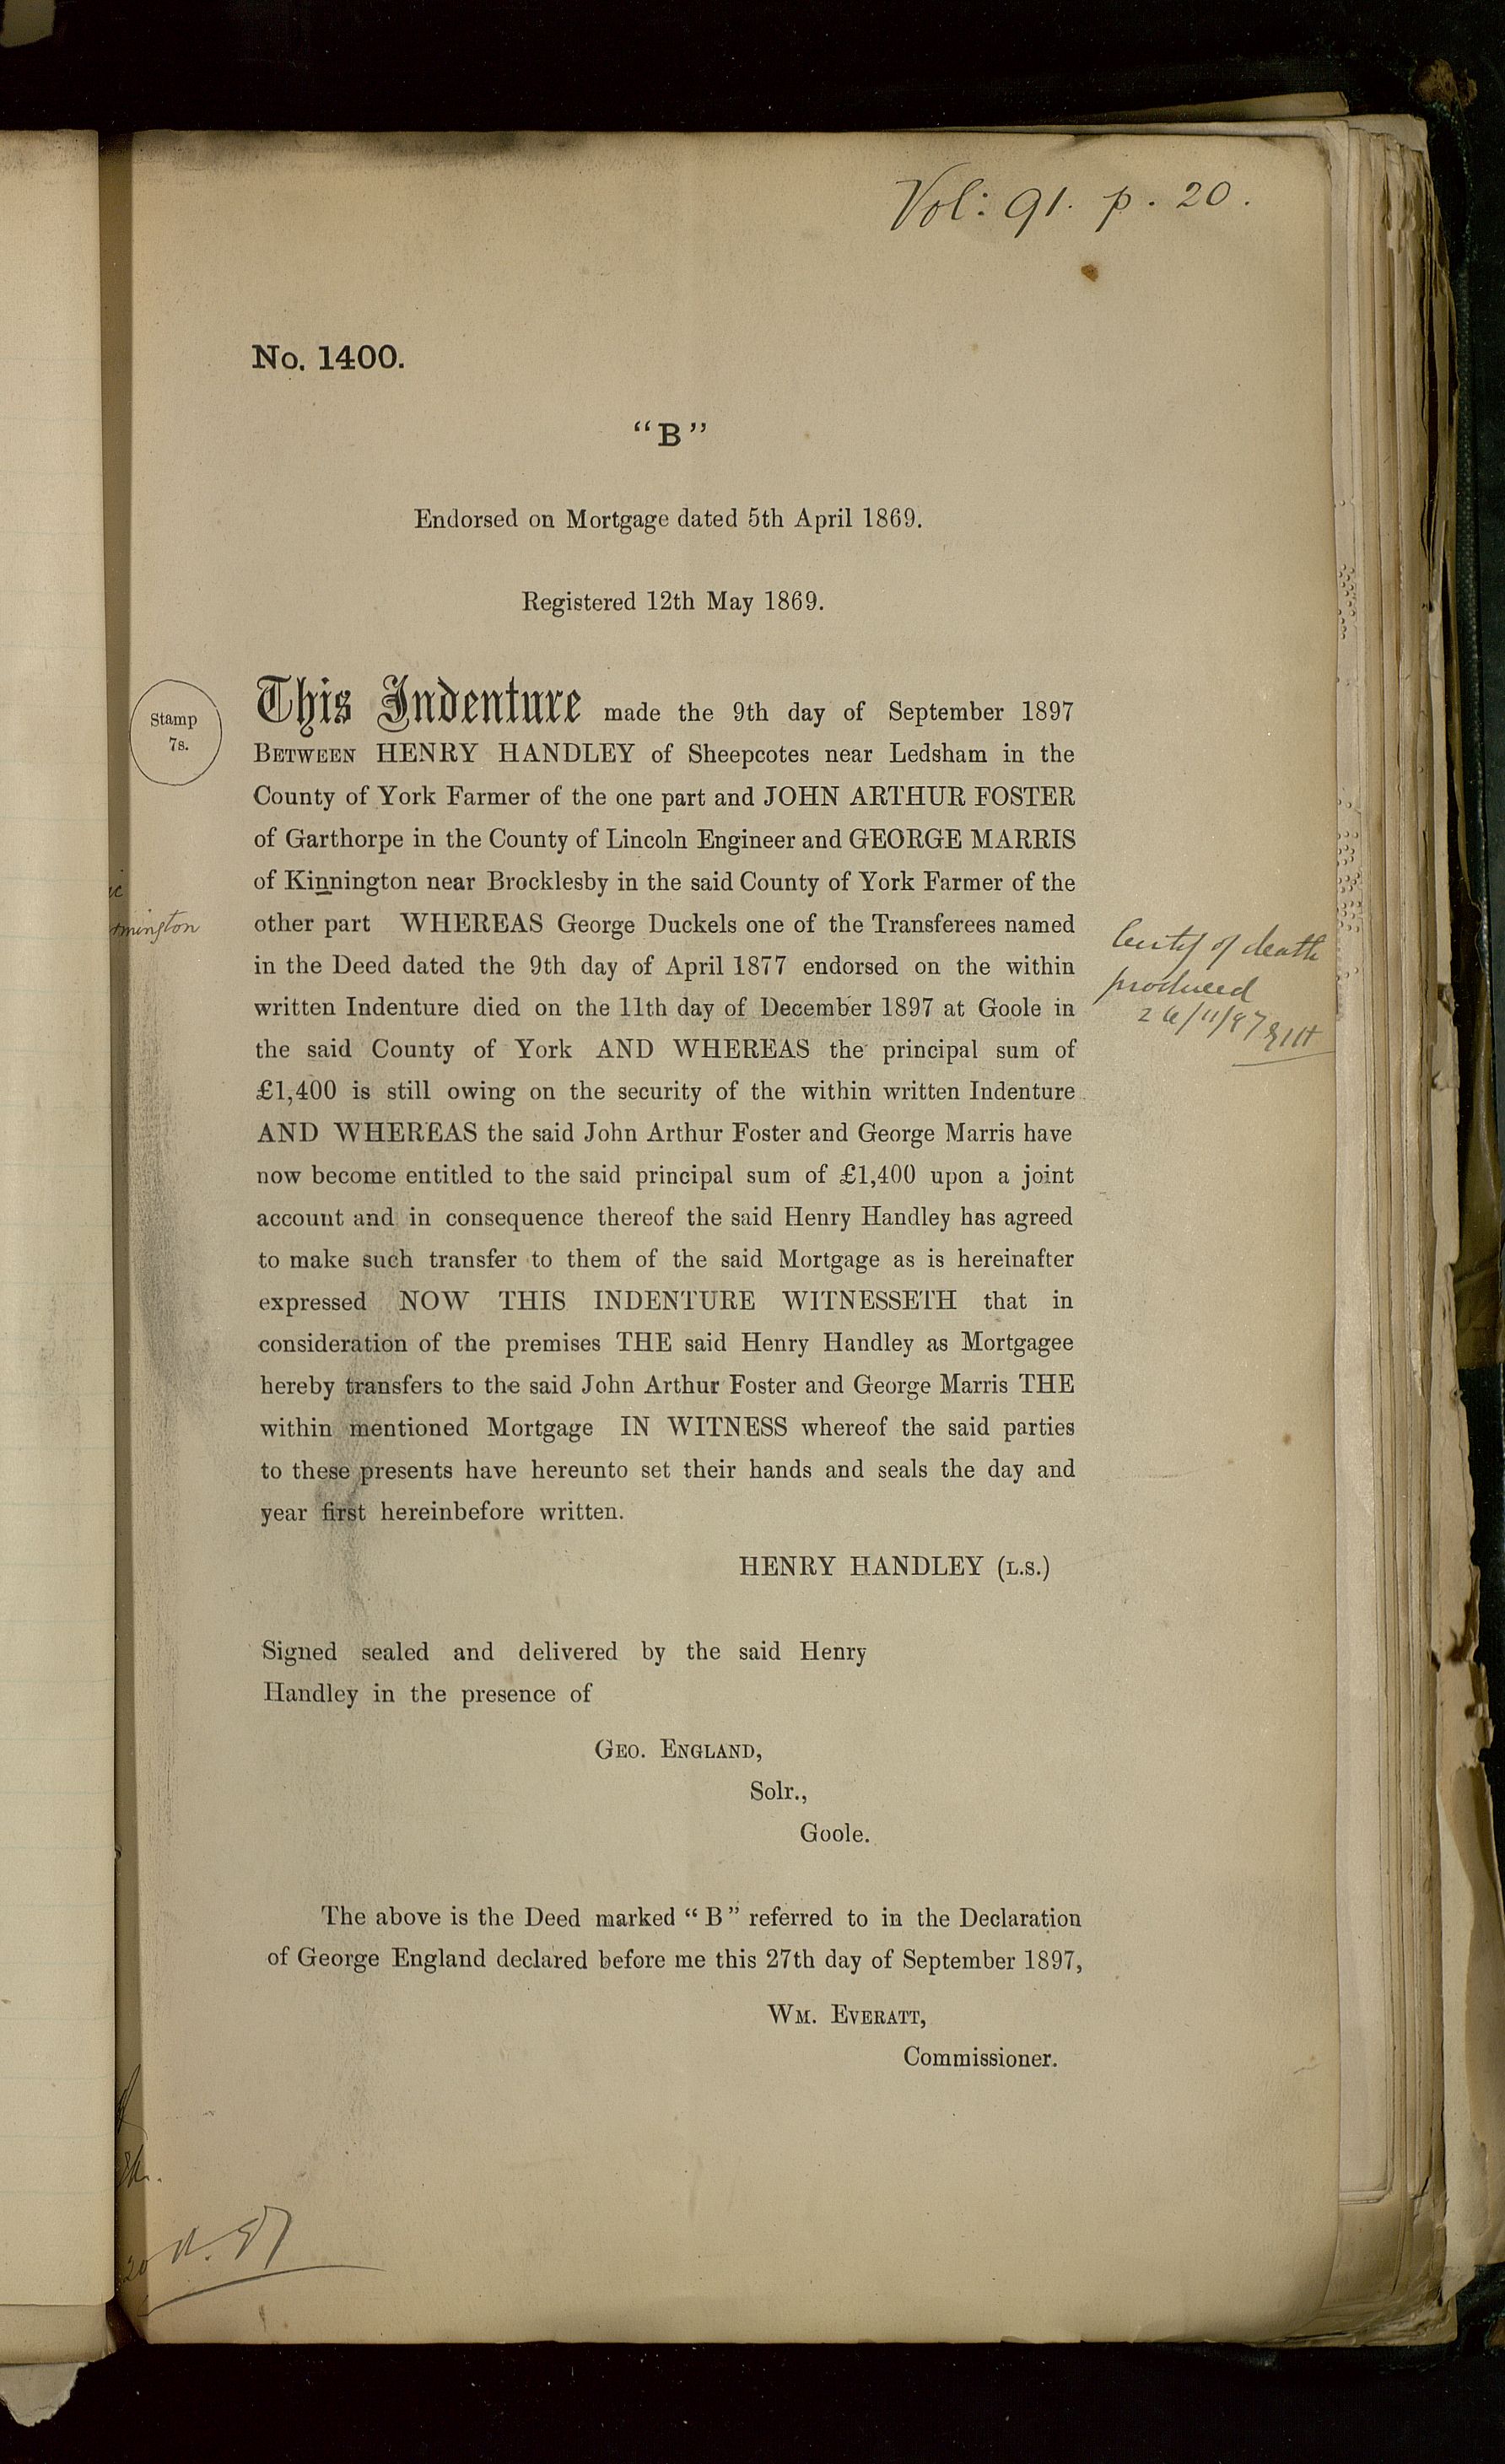 Vol: 91. p. 20.
No. 1400.
"B"
Endorsed on Mortgage dated 5th April 1869.
Registered 12th May 1869.
Stamp
7s.
This Indenture made the 9th day of September 1897
BETWEEN HENRY HANDLEY of Sheepcotes near Ledsham in the
County of York Farmer of the one part and JOHN ARTHUR FOSTER
of Garthorpe in the County of Lincoln Engineer and GEORGE MARRIS
of Kinnington near Brocklesby in the said County of York Farmer of the
other part WHEREAS George Duckels one of the Transferees named
in the Deed dated the 9th day of April 1877 endorsed on the within
written Indenture died on the 11th day of December 1897 at Goole in
the said County of York AND WHEREAS the principal sum of
£1,400 is still owing on the security of the within written Indenture
AND WHEREAS the said John Arthur Foster and George Marris have
now become entitled to the said principal sum of £1,400 upon a joint
account and in consequence thereof the said Henry Handley has agreed
to make such transfer to them of the said Mortgage as is hereinafter
expressed NOW THIS INDENTURE WITNESSETH that in
consideration of the premises THE said Henry Handley as Mortgagee
hereby transfers to the said John Arthur Foster and George Marris THE
within mentioned Mortgage IN WITNESS whereof the said parties
to these presents have hereunto set their hands and seals the day and
year first hereinbefore written.
mington
Certif of death
produced
26/11/97
HENRY HANDLEY (L.S.)
Signed sealed and delivered by the said Henry
Handley in the presence of
GEO. ENGLAND,
Solr.,
Goole.
The above is the Deed marked "B" referred to in the Declaration
of George England declared before me this 27th day of September 1897,
WM. EVERATT,
Commissioner.